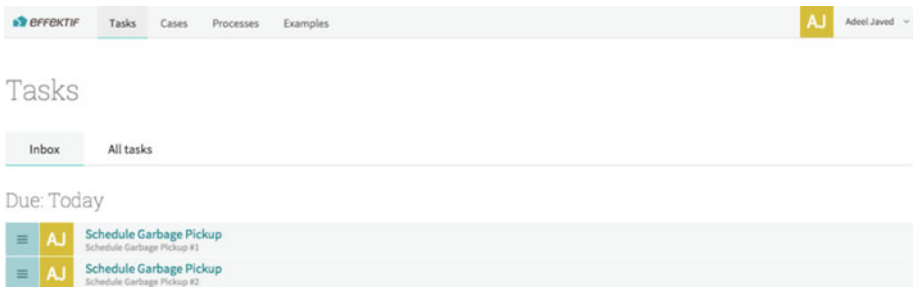 effektif Tasks Cases Processes Examples AJ Adeel Javed
Tasks
Inbox All tasks
Due: Today
AJ Schedule Garbage Pickup
Schedule Garbage Pickup #1
AJ Schedule Garbage Pickup
Schedule Garbage Pickup #2